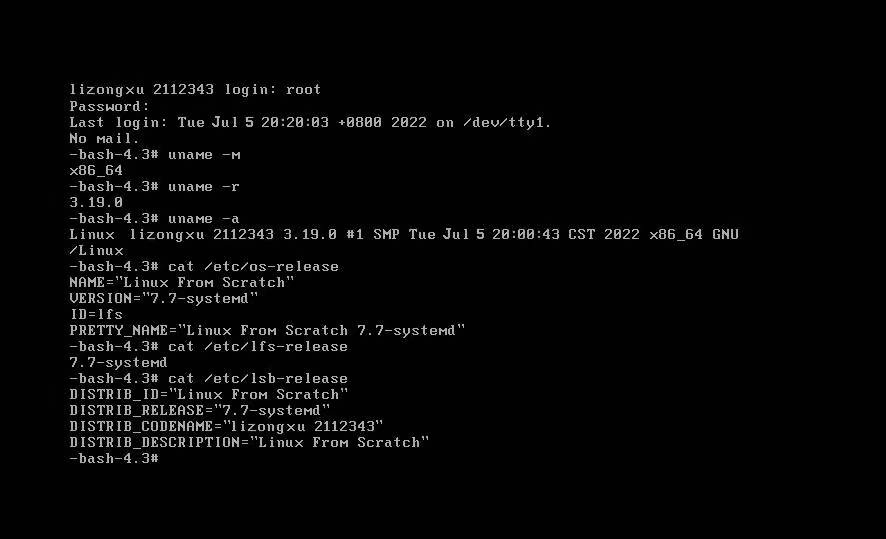 lizongxu 2112343 login: root
Password:
Last login: Tue Jul 5 20:20:03 +0800 2022 on /dev/tty1.
No mail.
-bash-4.3# uname -m
x86_64
-bash-4.3# uname -r
3.19.0
-bash-4.3# uname -a
Linux lizongxu 2112343 3.19.0 #1 SMP Tue Jul 5 20:00:43 CST 2022 x86_64 GNU
/Linux
-bash-4.3# cat /etc/os-release
NAME="Linux From Scratch"
VERSION="7.7-systemd"
ID=lfs
PRETTY_NAME="Linux From Scratch 7.7-systemd"
-bash-4.3# cat /etc/lfs-release
7.7-systemd
-bash-4.3# cat /etc/lsb-release
DISTRIB_ID="Linux From Scratch"
DISTRIB_RELEASE="7.7-systemd"
DISTRIB_CODENAME="lizongxu 2112343"
DISTRIB_DESCRIPTION="Linux From Scratch"
-bash-4.3#